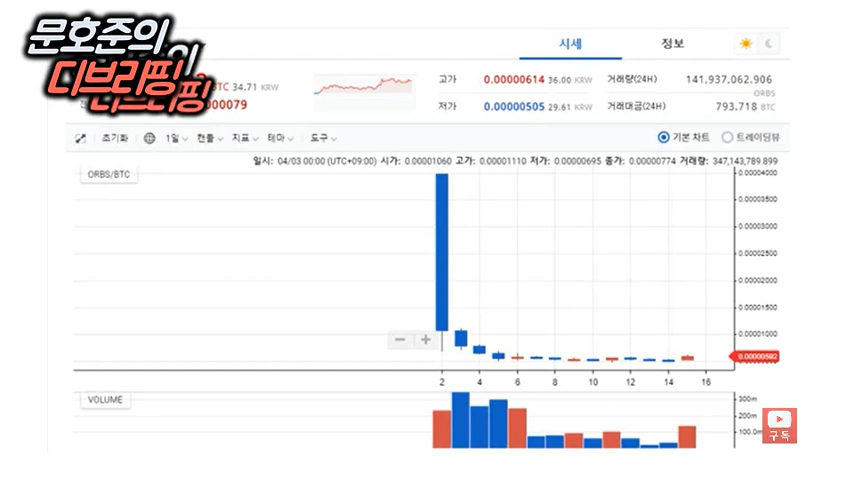 문호준의
디브리핑
시세 정보
BTC 34.71 KRW
00079
고가 0.00000614 36.00 KRW 거래량(24H) 141,937,062.906 ORBS
저가 0.00000505 29.61 KRW 거래대금(24H) 793.718 BTC
초기화 1일 캔들 지표 테마 도구 기본 차트 트레이딩뷰
일시: 04/03 00:00 (UTC+09:00) 시가: 0.00001060 고가: 0.00001110 저가: 0.00000695 종가: 0.00000774 거래량: 347,143,789.899
ORBS/BTC
0.00004000
0.00003500
0.00003000
0.00002500
0.00002000
0.00001500
0.00001000
0.00000592
2 4 6 8 10 12 14 16
VOLUME
300m
200m
100.0m
구독